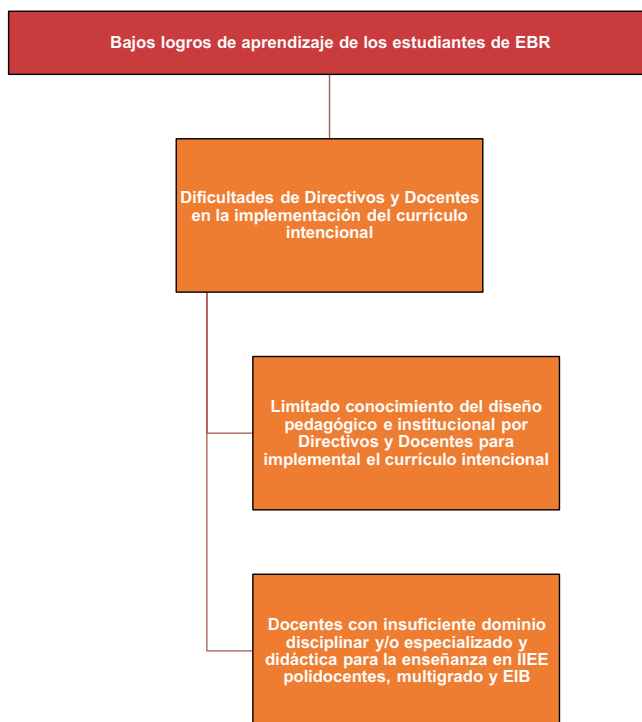 Bajos logros de aprendizaje de los estudiantes de EBR
Dificultades de Directivos y Docentes
en la implementación del currículo
intencional
Limitado conocimiento del diseño
pedagógico e institucional por
Directivos y Docentes para
implemental el currículo intencional
Docentes con insuficiente dominio
disciplinar y/o especializado y
didáctica para la enseñanza en IIEE
polidocentes, multigrado y EIB